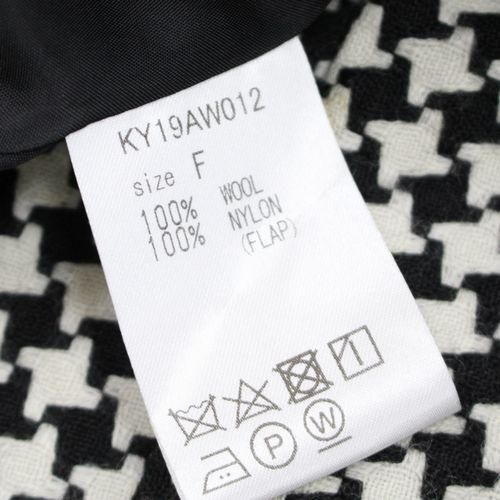 KY19AW012
size F
100% WOOL
100% NYLON
(FLAP)
P W